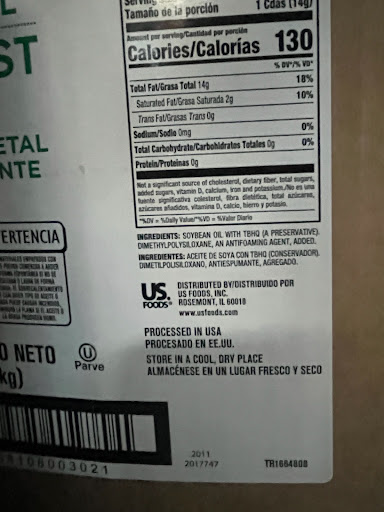 Tamaño de la porción
1 Cdas (14g)
ST
Amount per serving/Cantidad por porción
Calories/Calorías 130
% DV*/% VD*
Total Fat/Grasa Total 14g 18%
Saturated Fat/Grasa Saturada 2g 10%
Trans Fat/Grasas Trans 0g
Sodium/Sodio 0mg 0%
Total Carbohydrate/Carbohidratos Totales 0g 0%
Protein/Proteínas 0g
Not a significant source of cholesterol, dietary fiber, total sugars,
added sugars, vitamin D, calcium, iron and potassium./No es una
fuente significativa colesterol, fibra dietética, total azúcares,
azúcares añadidos, vitamina D, calcio, hierro y potasio.
*%DV = %Daily Value/*%VD = %Valor Diario
ETAL
NTE
ERTENCIA
INGREDIENTS: SOYBEAN OIL WITH TBHQ (A PRESERVATIVE).
DIMETHYLPOLYSILOXANE, AN ANTIFOAMING AGENT, ADDED.
INGREDIENTES: ACEITE DE SOYA CON TBHQ (CONSERVADOR).
DIMETILPOLISILOXANO, ANTIESPUMANTE, AGREGADO.
US.
FOODS®
DISTRIBUTED BY/DISTRIBUIDO POR
US FOODS, INC.
ROSEMONT, IL 60018
www.usfoods.com
O NETO
kg)
U
Parve
PROCESSED IN USA
PROCESADO EN EE.UU.
STORE IN A COOL, DRY PLACE
ALMACÉNESE EN UN LUGAR FRESCO Y SECO
8108003021
2011
2017747
TR1664808